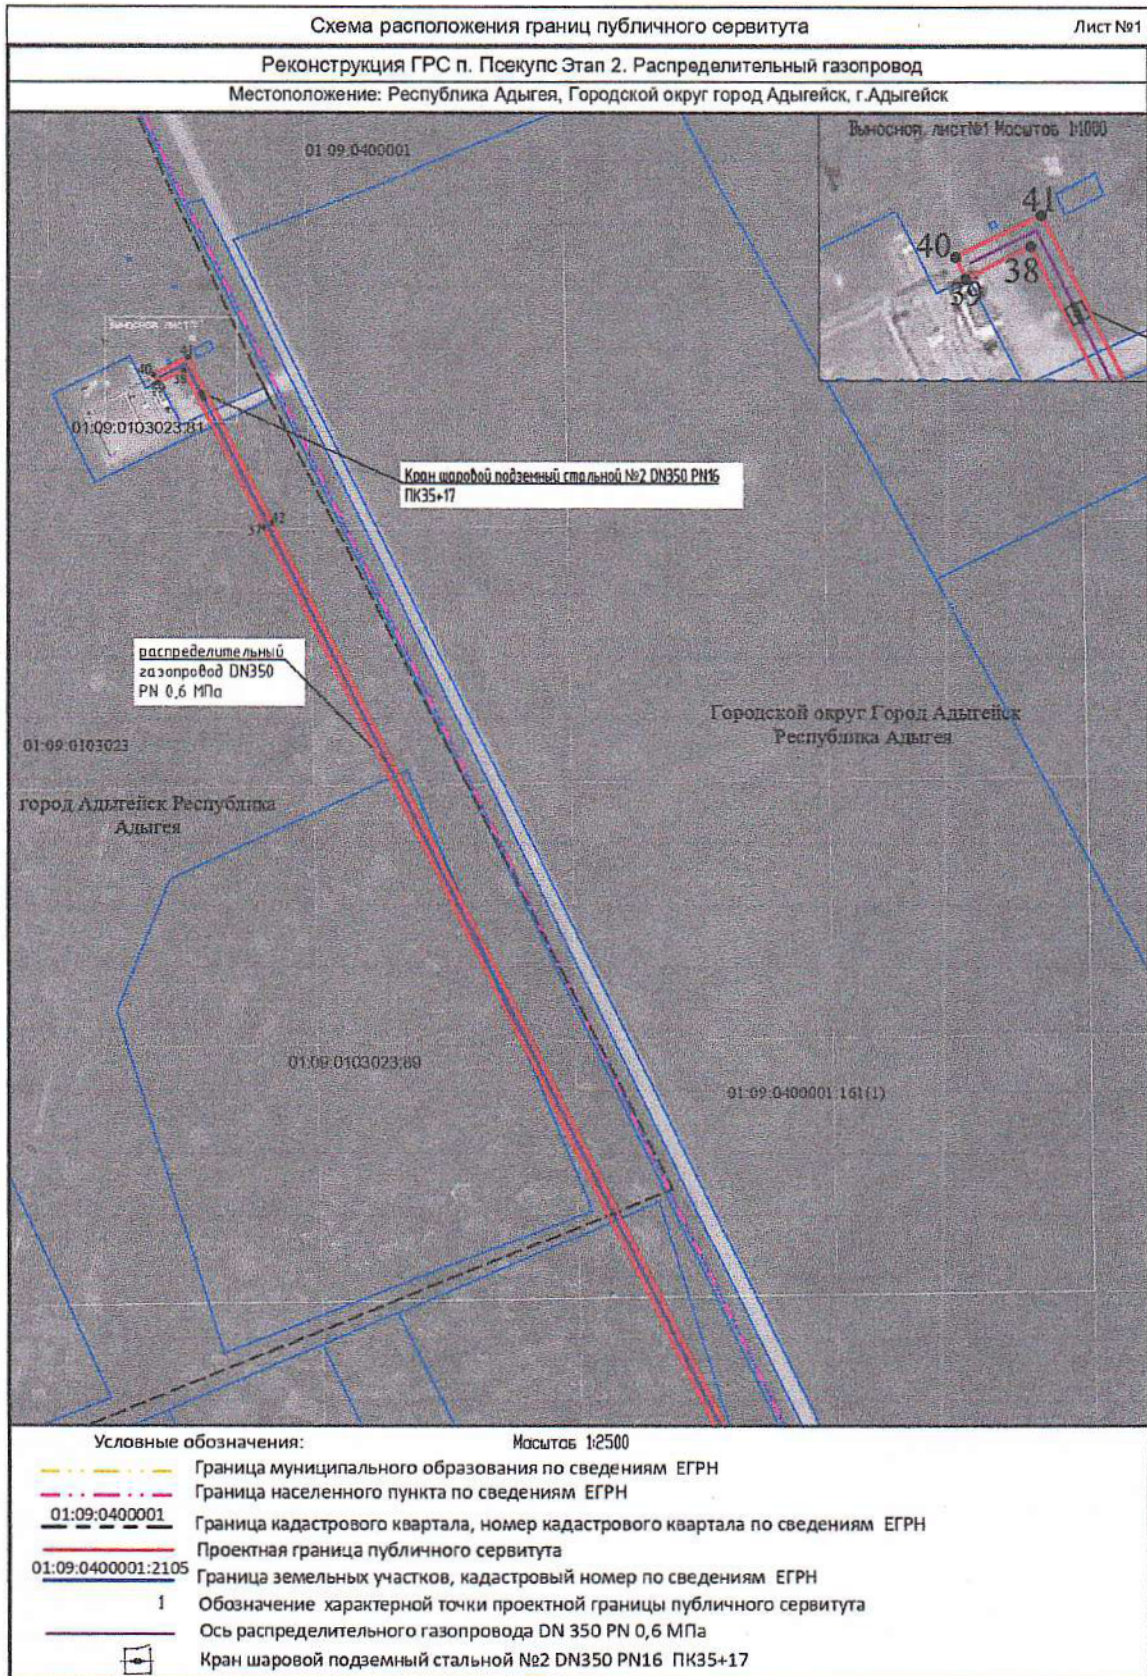 Схема расположения границ публичного сервитута
Лист №1
Реконструкция ГРС п. Псекупс Этап 2. Распределительный газопровод
Местоположение: Республика Адыгея, Городской округ город Адыгейск, г.Адыгейск
01:09:0400001
Выносной лист№1 Масштаб 1:1000
41
40
38
39
Выносной лист
41
40
38
01:09:0103023:81
Кран шаровой подземный стальной №2 DN350 PN16
ПК35+17
37
42
распределительный
газопровод DN350
PN 0,6 МПа
Городской округ Город Адыгейск
Республика Адыгея
01:09:0103023
город Адыгейск Республика
Адыгея
01:09:0103023:89
01:09:0400001:161(1)
Условные обозначения:
Масштаб 1:2500
Граница муниципального образования по сведениям ЕГРН
Граница населенного пункта по сведениям ЕГРН
01:09:0400001
Граница кадастрового квартала, номер кадастрового квартала по сведениям ЕГРН
Проектная граница публичного сервитута
01:09:0400001:2105
Граница земельных участков, кадастровый номер по сведениям ЕГРН
1 Обозначение характерной точки проектной границы публичного сервитута
Ось распределительного газопровода DN 350 PN 0,6 МПа
Кран шаровой подземный стальной №2 DN350 PN16 ПК35+17